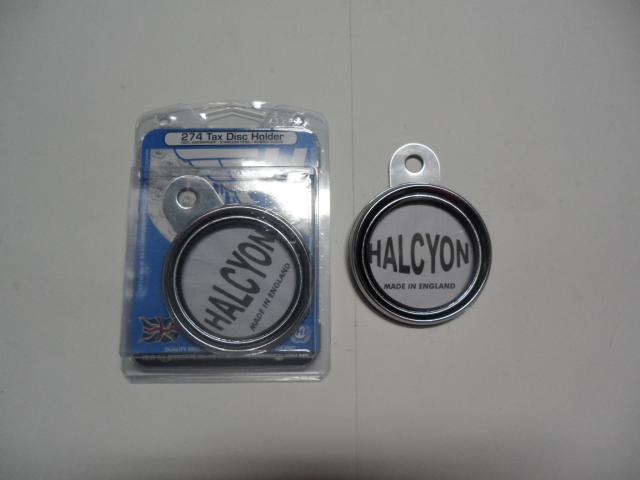 274 Tax Disc Holder
HALCYON
MADE IN ENGLAND
HALCYON
MADE IN ENGLAND